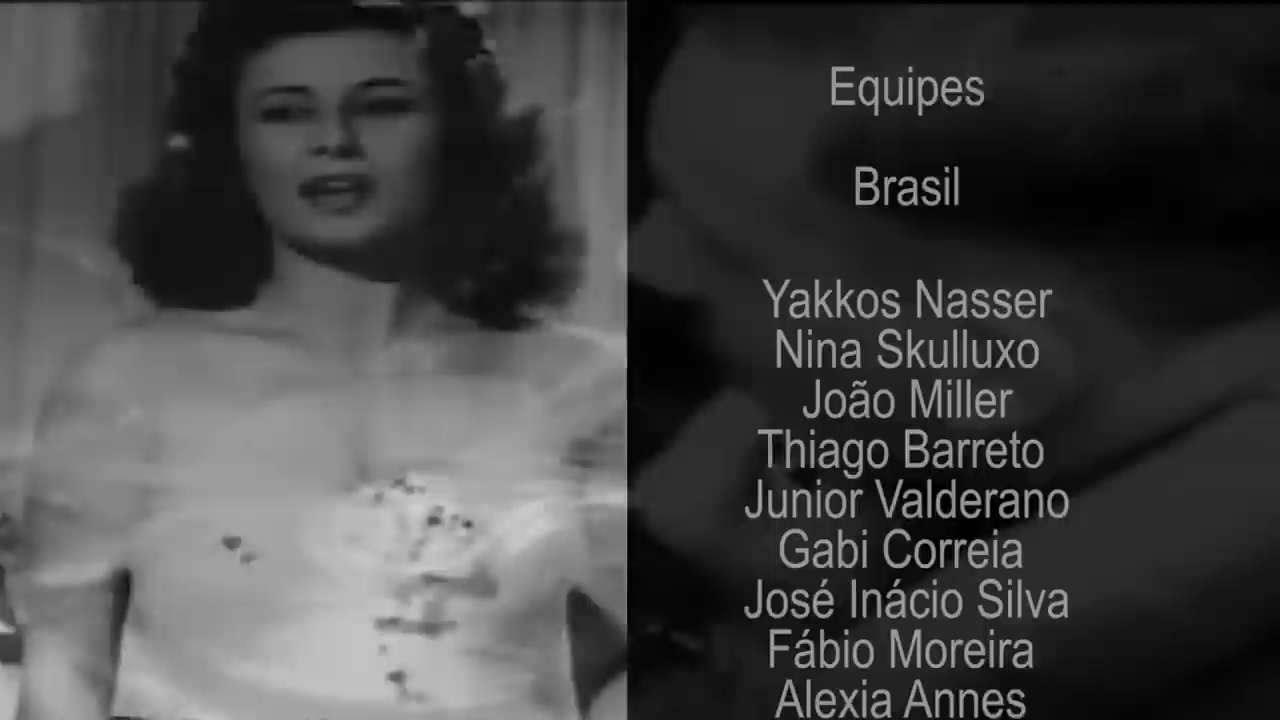 Equipes
Brasil
Yakkos Nasser
Nina Skulluxo
João Miller
Thiago Barreto
Junior Valderano
Gabi Correia
José Inácio Silva
Fábio Moreira
Alexia Annes